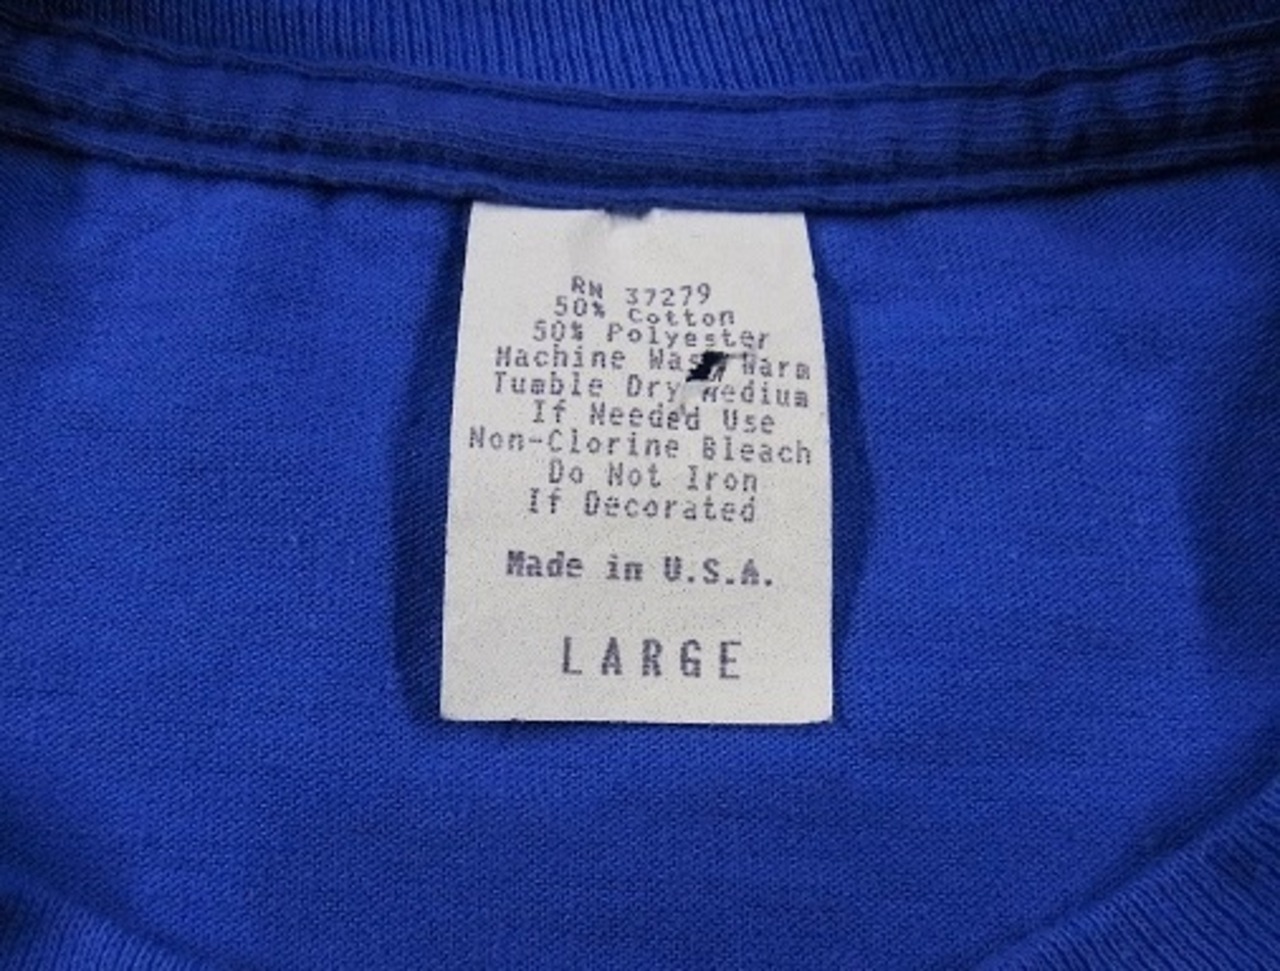 RN 37279
50% Cotton
50% Polyester
Machine Wash Warm
Tumble Dry Medium
If Needed Use
Non-Clorine Bleach
Do Not Iron
If Decorated
Made in U.S.A.
LARGE